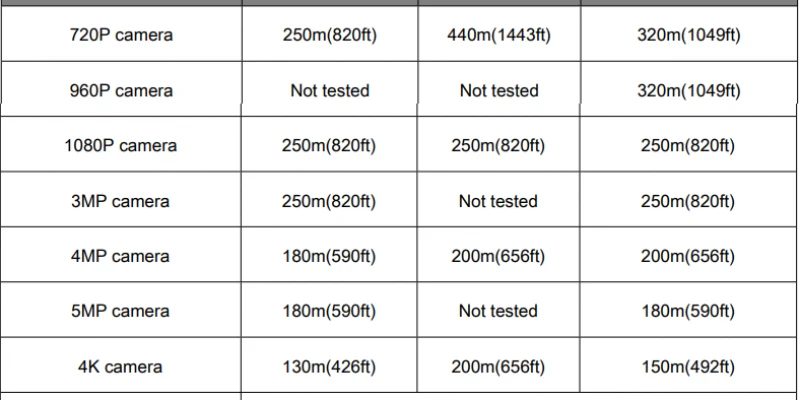 720P camera 250m(820ft) 440m(1443ft) 320m(1049ft)
960P camera Not tested Not tested 320m(1049ft)
1080P camera 250m(820ft) 250m(820ft) 250m(820ft)
3MP camera 250m(820ft) Not tested 250m(820ft)
4MP camera 180m(590ft) 200m(656ft) 200m(656ft)
5MP camera 180m(590ft) Not tested 180m(590ft)
4K camera 130m(426ft) 200m(656ft) 150m(492ft)